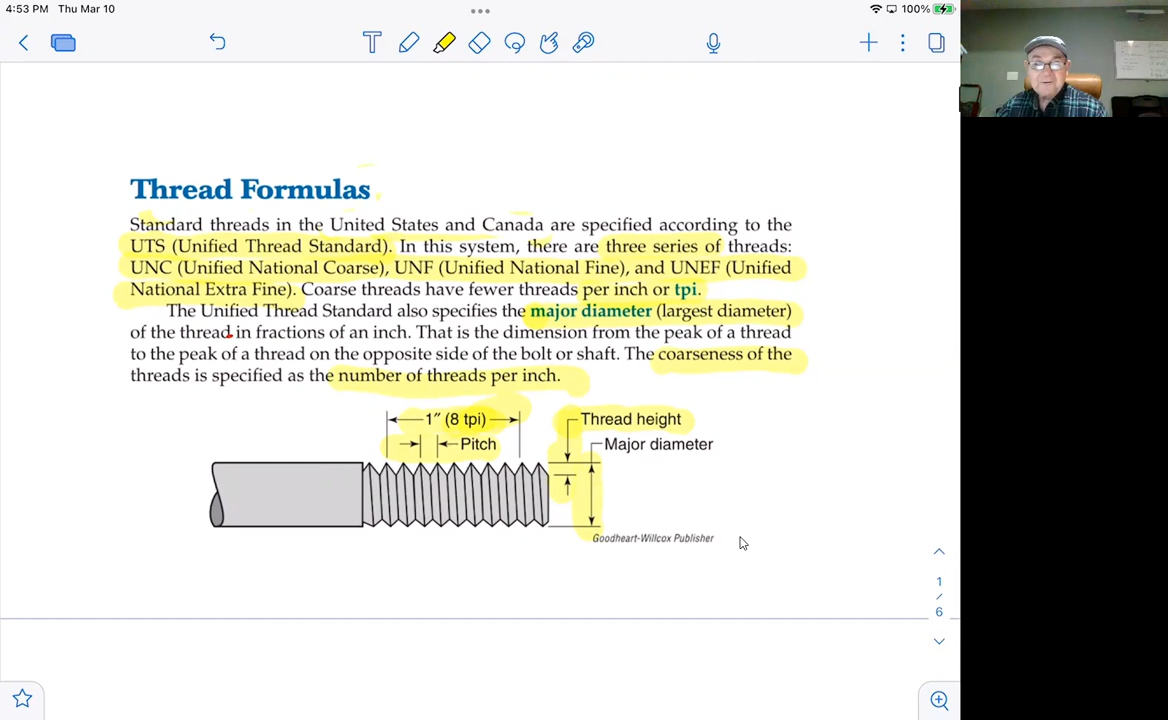 4:53 PM Thu Mar 10
100%
Thread Formulas
Standard threads in the United States and Canada are specified according to the
UTS (Unified Thread Standard). In this system, there are three series of threads:
UNC (Unified National Coarse), UNF (Unified National Fine), and UNEF (Unified
National Extra Fine). Coarse threads have fewer threads per inch or tpi.
The Unified Thread Standard also specifies the major diameter (largest diameter)
of the thread in fractions of an inch. That is the dimension from the peak of a thread
to the peak of a thread on the opposite side of the bolt or shaft. The coarseness of the
threads is specified as the number of threads per inch.
1″ (8 tpi)
Thread height
Pitch
Major diameter
Goodheart-Willcox Publisher
1
/
6